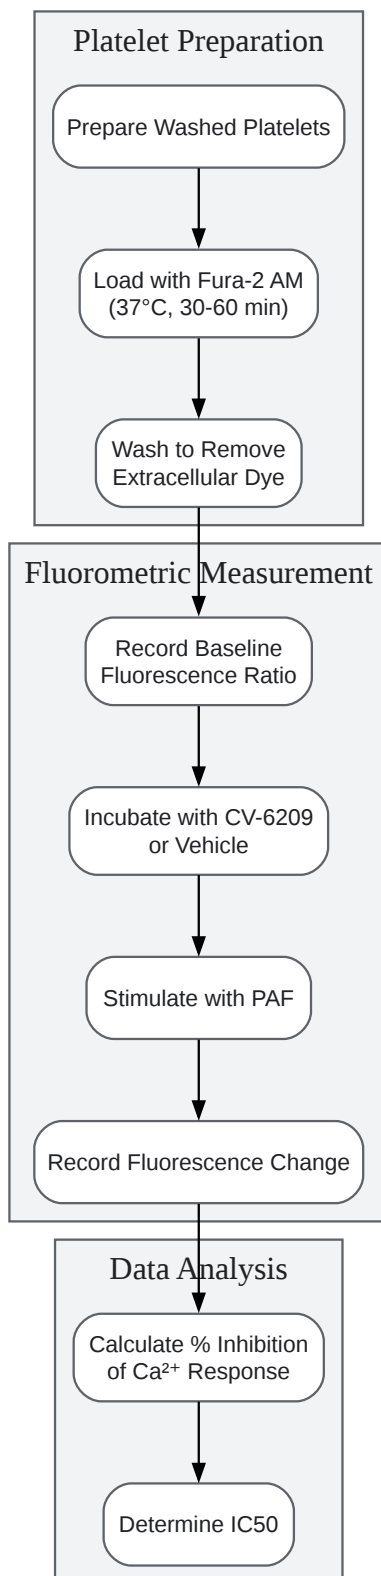 Platelet Preparation
Prepare Washed Platelets
Load with Fura-2 AM
(37°C, 30-60 min)
Wash to Remove
Extracellular Dye
Fluorometric Measurement
Record Baseline
Fluorescence Ratio
Incubate with CV-6209
or Vehicle
Stimulate with PAF
Record Fluorescence Change
Data Analysis
Calculate % Inhibition
of Ca²⁺ Response
Determine IC50